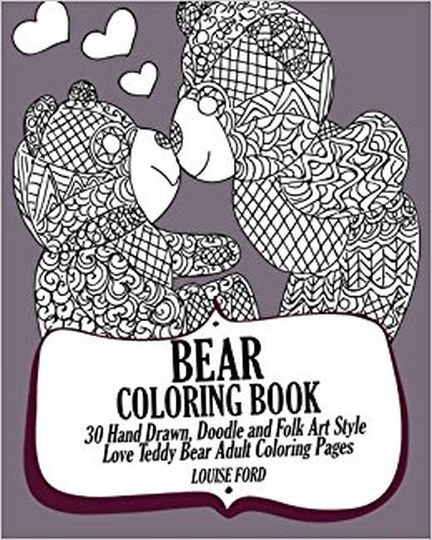 BEAR
COLORING BOOK
30 Hand Drawn, Doodle and Folk Art Style
Love Teddy Bear Adult Coloring Pages
LOUISE FORD